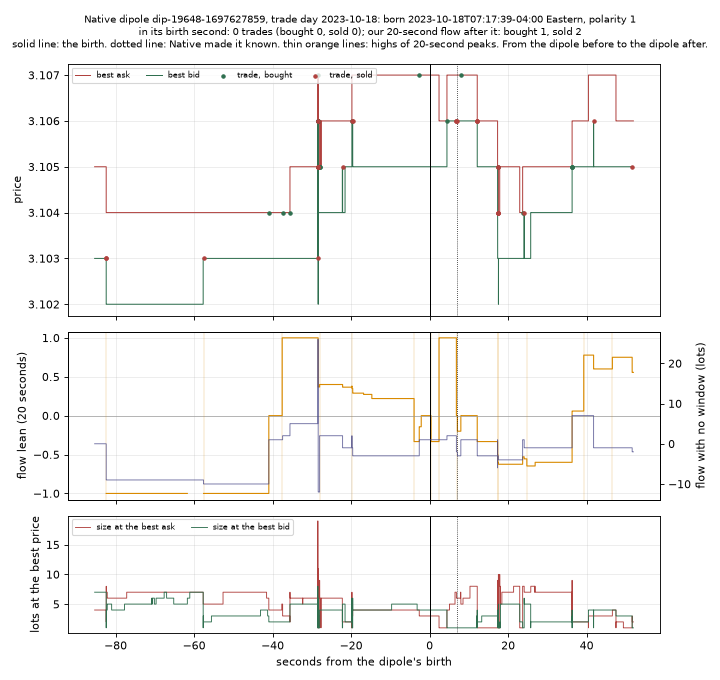 Native dipole dip-19648-1697627859, trade day 2023-10-18: born 2023-10-18T07:17:39-04:00 Eastern, polarity 1
in its birth second: 0 trades (bought 0, sold 0); our 20-second flow after it: bought 1, sold 2
solid line: the birth. dotted line: Native made it known. thin orange lines: highs of 20-second peaks. From the dipole before to the dipole after.
best ask best bid trade, bought trade, sold
3.107
3.106
3.105
3.104
3.103
3.102
price
1.0
0.5
0.0
−0.5
−1.0
flow lean (20 seconds)
20
10
0
−10
flow with no window (lots)
size at the best ask size at the best bid
15
10
5
lots at the best price
−80 −60 −40 −20 0 20 40
seconds from the dipole's birth